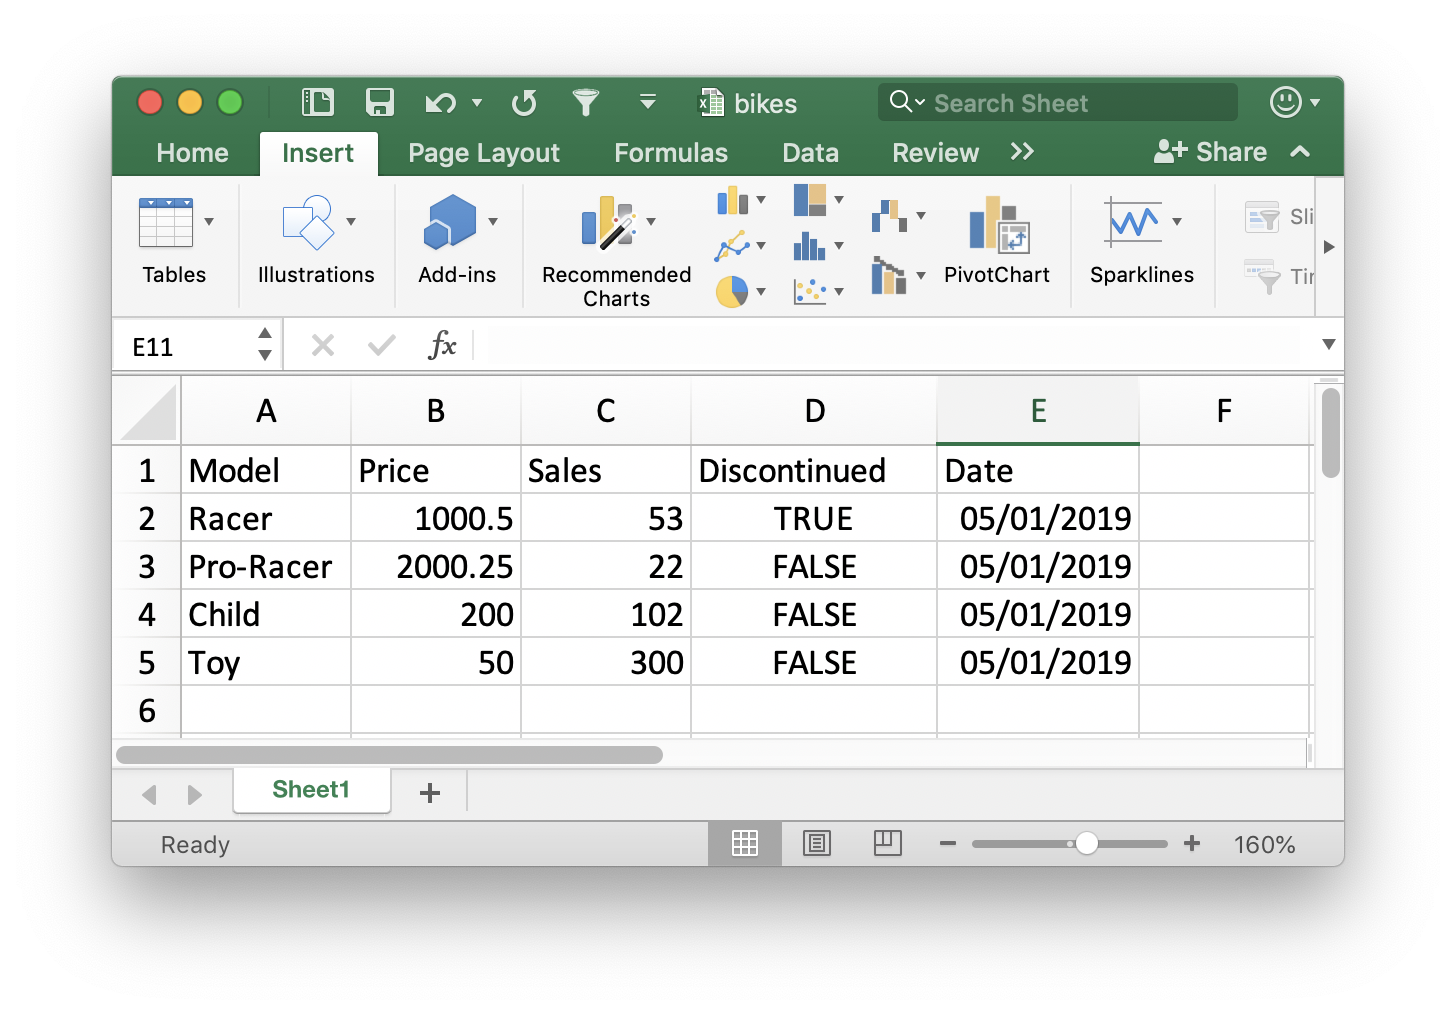 bikes
Search Sheet
Home Insert Page Layout Formulas Data Review >> Share
Tables Illustrations Add-ins Recommended Charts PivotChart Sparklines Sli
Tir
E11 fx
A B C D E F
1 Model Price Sales Discontinued Date
2 Racer 1000.5 53 TRUE 05/01/2019
3 Pro-Racer 2000.25 22 FALSE 05/01/2019
4 Child 200 102 FALSE 05/01/2019
5 Toy 50 300 FALSE 05/01/2019
6
Sheet1 +
Ready − + 160%